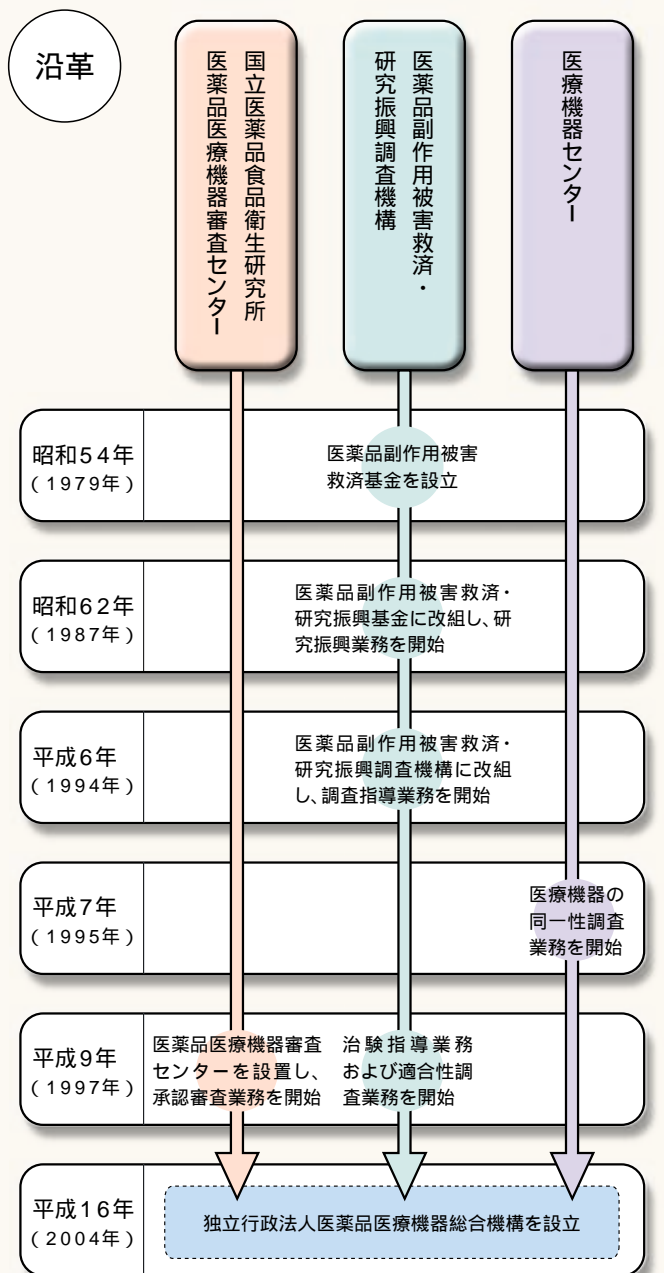 沿革
国立医薬品食品衛生研究所
医薬品医療機器審査センター
医薬品副作用被害救済・
研究振興調査機構
医療機器センター
昭和54年
（1979年）
医薬品副作用被害
救済基金を設立
昭和62年
（1987年）
医薬品副作用被害救済・
研究振興基金に改組し、研
究振興業務を開始
平成6年
（1994年）
医薬品副作用被害救済・
研究振興調査機構に改組
し、調査指導業務を開始
平成7年
（1995年）
医療機器の
同一性調査
業務を開始
平成9年
（1997年）
医薬品医療機器審査
センターを設置し、
承認審査業務を開始
治験指導業務
および適合性調
査業務を開始
平成16年
（2004年）
独立行政法人医薬品医療機器総合機構を設立